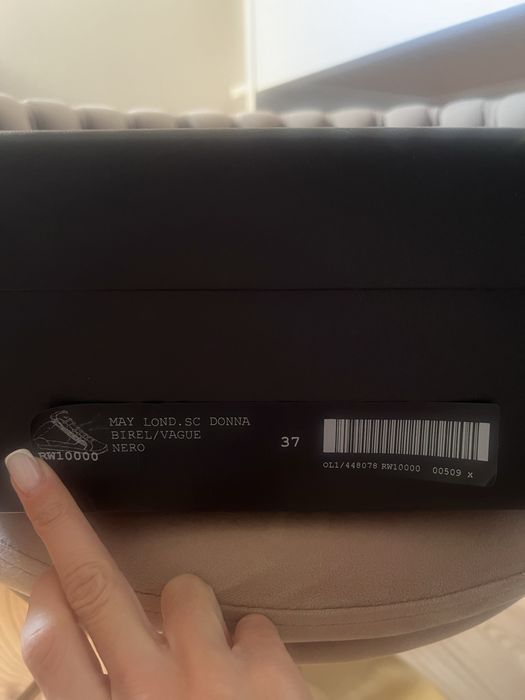 MAY LOND.SC DONNA
BIREL/VAGUE
NERO
RW10000
37
OL1/448078 RW10000 00509 x